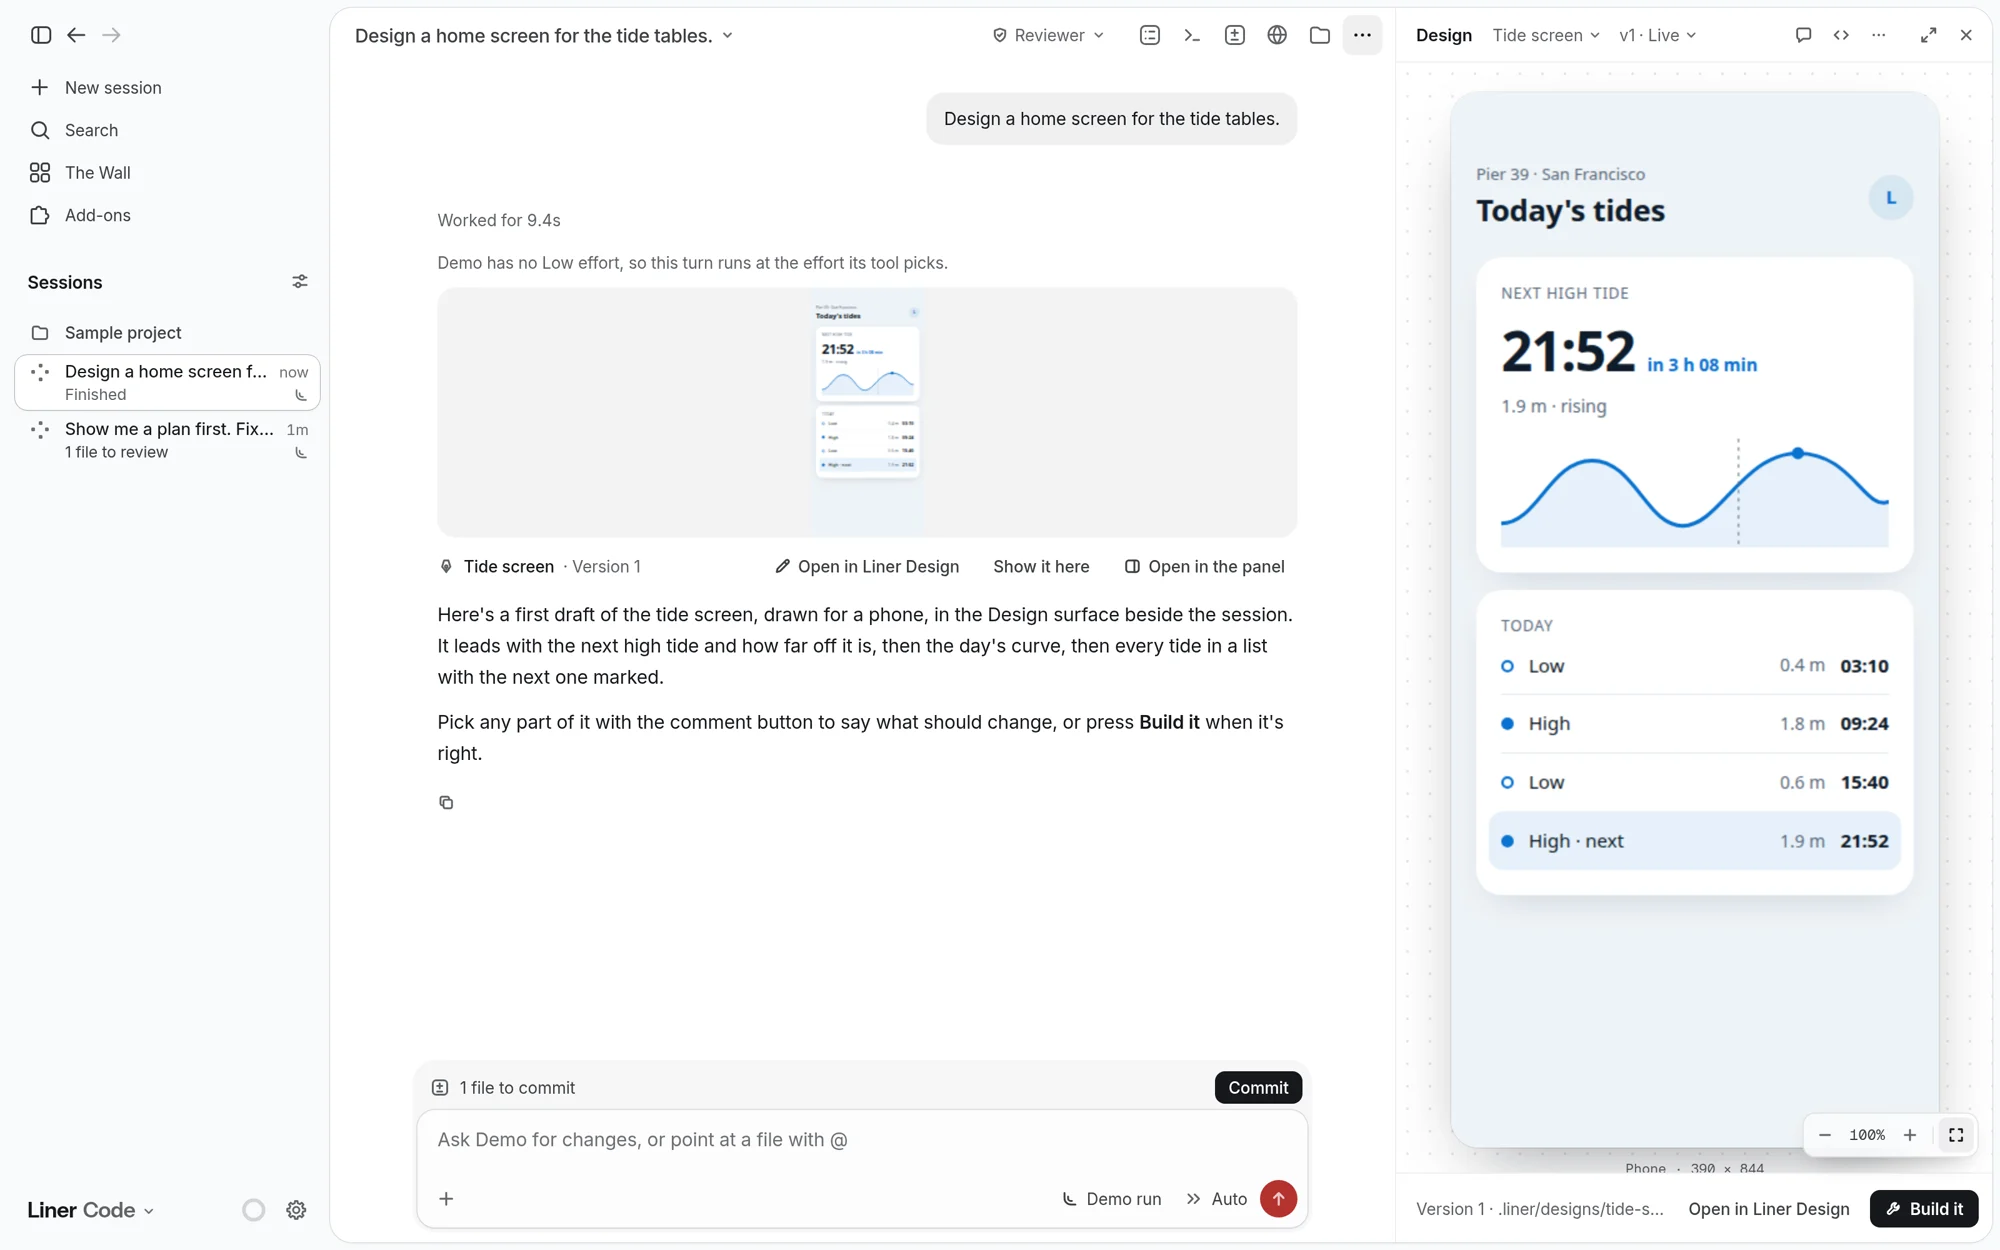 New session
Search
The Wall
Add-ons
Sessions
Sample project
Design a home screen f... now
Finished
Show me a plan first. Fix... 1m
1 file to review
Liner Code
Design a home screen for the tide tables.
Reviewer
Design a home screen for the tide tables.
Worked for 9.4s
Demo has no Low effort, so this turn runs at the effort its tool picks.
Today's tides
21:52
Tide screen · Version 1
Open in Liner Design
Show it here
Open in the panel
Here's a first draft of the tide screen, drawn for a phone, in the Design surface beside the session.
It leads with the next high tide and how far off it is, then the day's curve, then every tide in a list
with the next one marked.
Pick any part of it with the comment button to say what should change, or press Build it when it's
right.
1 file to commit
Commit
Ask Demo for changes, or point at a file with @
Demo run
Auto
Design
Tide screen
v1 · Live
Pier 39 · San Francisco
Today's tides
L
NEXT HIGH TIDE
21:52 in 3 h 08 min
1.9 m · rising
TODAY
Low 0.4 m 03:10
High 1.8 m 09:24
Low 0.6 m 15:40
High · next 1.9 m 21:52
100%
Phone · 390 × 844
Version 1 · .liner/designs/tide-s...
Open in Liner Design
Build it